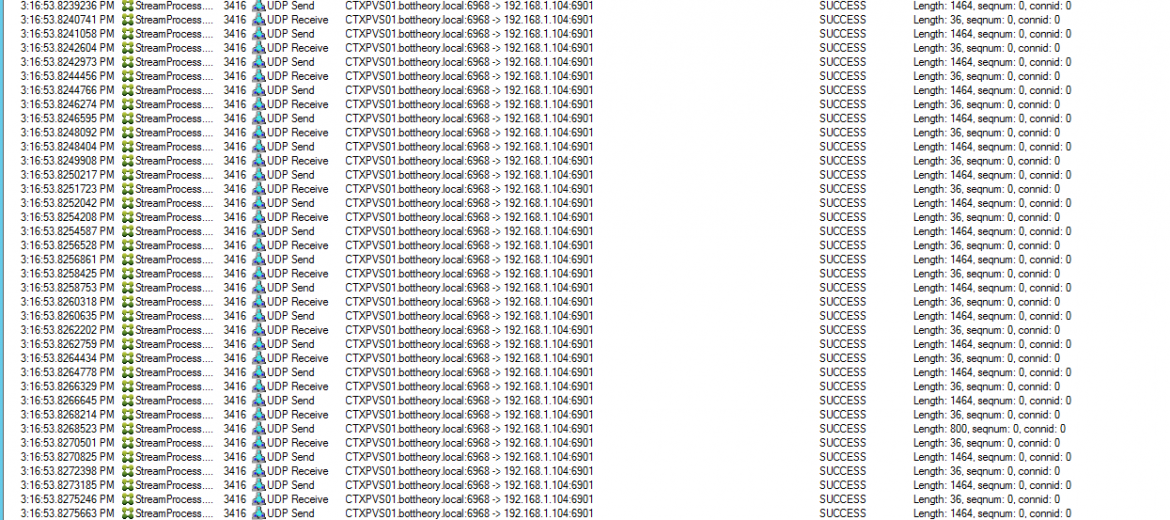 3:16:53.8239236 PM StreamProcess.... 3416 UDP Send CTXPVS01.bottheory.local:6968 -> 192.168.1.104:6901 SUCCESS Length: 1464, seqnum: 0, connid: 0
3:16:53.8240741 PM StreamProcess.... 3416 UDP Receive CTXPVS01.bottheory.local:6968 -> 192.168.1.104:6901 SUCCESS Length: 36, seqnum: 0, connid: 0
3:16:53.8241058 PM StreamProcess.... 3416 UDP Send CTXPVS01.bottheory.local:6968 -> 192.168.1.104:6901 SUCCESS Length: 1464, seqnum: 0, connid: 0
3:16:53.8242604 PM StreamProcess.... 3416 UDP Receive CTXPVS01.bottheory.local:6968 -> 192.168.1.104:6901 SUCCESS Length: 36, seqnum: 0, connid: 0
3:16:53.8242973 PM StreamProcess.... 3416 UDP Send CTXPVS01.bottheory.local:6968 -> 192.168.1.104:6901 SUCCESS Length: 1464, seqnum: 0, connid: 0
3:16:53.8244456 PM StreamProcess.... 3416 UDP Receive CTXPVS01.bottheory.local:6968 -> 192.168.1.104:6901 SUCCESS Length: 36, seqnum: 0, connid: 0
3:16:53.8244766 PM StreamProcess.... 3416 UDP Send CTXPVS01.bottheory.local:6968 -> 192.168.1.104:6901 SUCCESS Length: 1464, seqnum: 0, connid: 0
3:16:53.8246274 PM StreamProcess.... 3416 UDP Receive CTXPVS01.bottheory.local:6968 -> 192.168.1.104:6901 SUCCESS Length: 36, seqnum: 0, connid: 0
3:16:53.8246595 PM StreamProcess.... 3416 UDP Send CTXPVS01.bottheory.local:6968 -> 192.168.1.104:6901 SUCCESS Length: 1464, seqnum: 0, connid: 0
3:16:53.8248092 PM StreamProcess.... 3416 UDP Receive CTXPVS01.bottheory.local:6968 -> 192.168.1.104:6901 SUCCESS Length: 36, seqnum: 0, connid: 0
3:16:53.8248404 PM StreamProcess.... 3416 UDP Send CTXPVS01.bottheory.local:6968 -> 192.168.1.104:6901 SUCCESS Length: 1464, seqnum: 0, connid: 0
3:16:53.8249908 PM StreamProcess.... 3416 UDP Receive CTXPVS01.bottheory.local:6968 -> 192.168.1.104:6901 SUCCESS Length: 36, seqnum: 0, connid: 0
3:16:53.8250217 PM StreamProcess.... 3416 UDP Send CTXPVS01.bottheory.local:6968 -> 192.168.1.104:6901 SUCCESS Length: 1464, seqnum: 0, connid: 0
3:16:53.8251723 PM StreamProcess.... 3416 UDP Receive CTXPVS01.bottheory.local:6968 -> 192.168.1.104:6901 SUCCESS Length: 36, seqnum: 0, connid: 0
3:16:53.8252042 PM StreamProcess.... 3416 UDP Send CTXPVS01.bottheory.local:6968 -> 192.168.1.104:6901 SUCCESS Length: 1464, seqnum: 0, connid: 0
3:16:53.8254208 PM StreamProcess.... 3416 UDP Receive CTXPVS01.bottheory.local:6968 -> 192.168.1.104:6901 SUCCESS Length: 36, seqnum: 0, connid: 0
3:16:53.8254587 PM StreamProcess.... 3416 UDP Send CTXPVS01.bottheory.local:6968 -> 192.168.1.104:6901 SUCCESS Length: 1464, seqnum: 0, connid: 0
3:16:53.8256528 PM StreamProcess.... 3416 UDP Receive CTXPVS01.bottheory.local:6968 -> 192.168.1.104:6901 SUCCESS Length: 36, seqnum: 0, connid: 0
3:16:53.8256861 PM StreamProcess.... 3416 UDP Send CTXPVS01.bottheory.local:6968 -> 192.168.1.104:6901 SUCCESS Length: 1464, seqnum: 0, connid: 0
3:16:53.8258425 PM StreamProcess.... 3416 UDP Receive CTXPVS01.bottheory.local:6968 -> 192.168.1.104:6901 SUCCESS Length: 36, seqnum: 0, connid: 0
3:16:53.8258753 PM StreamProcess.... 3416 UDP Send CTXPVS01.bottheory.local:6968 -> 192.168.1.104:6901 SUCCESS Length: 1464, seqnum: 0, connid: 0
3:16:53.8260318 PM StreamProcess.... 3416 UDP Receive CTXPVS01.bottheory.local:6968 -> 192.168.1.104:6901 SUCCESS Length: 36, seqnum: 0, connid: 0
3:16:53.8260635 PM StreamProcess.... 3416 UDP Send CTXPVS01.bottheory.local:6968 -> 192.168.1.104:6901 SUCCESS Length: 1464, seqnum: 0, connid: 0
3:16:53.8262202 PM StreamProcess.... 3416 UDP Receive CTXPVS01.bottheory.local:6968 -> 192.168.1.104:6901 SUCCESS Length: 36, seqnum: 0, connid: 0
3:16:53.8262759 PM StreamProcess.... 3416 UDP Send CTXPVS01.bottheory.local:6968 -> 192.168.1.104:6901 SUCCESS Length: 1464, seqnum: 0, connid: 0
3:16:53.8264434 PM StreamProcess.... 3416 UDP Receive CTXPVS01.bottheory.local:6968 -> 192.168.1.104:6901 SUCCESS Length: 36, seqnum: 0, connid: 0
3:16:53.8264778 PM StreamProcess.... 3416 UDP Send CTXPVS01.bottheory.local:6968 -> 192.168.1.104:6901 SUCCESS Length: 1464, seqnum: 0, connid: 0
3:16:53.8266329 PM StreamProcess.... 3416 UDP Receive CTXPVS01.bottheory.local:6968 -> 192.168.1.104:6901 SUCCESS Length: 36, seqnum: 0, connid: 0
3:16:53.8266645 PM StreamProcess.... 3416 UDP Send CTXPVS01.bottheory.local:6968 -> 192.168.1.104:6901 SUCCESS Length: 1464, seqnum: 0, connid: 0
3:16:53.8268214 PM StreamProcess.... 3416 UDP Receive CTXPVS01.bottheory.local:6968 -> 192.168.1.104:6901 SUCCESS Length: 36, seqnum: 0, connid: 0
3:16:53.8268523 PM StreamProcess.... 3416 UDP Send CTXPVS01.bottheory.local:6968 -> 192.168.1.104:6901 SUCCESS Length: 800, seqnum: 0, connid: 0
3:16:53.8270501 PM StreamProcess.... 3416 UDP Receive CTXPVS01.bottheory.local:6968 -> 192.168.1.104:6901 SUCCESS Length: 36, seqnum: 0, connid: 0
3:16:53.8270825 PM StreamProcess.... 3416 UDP Send CTXPVS01.bottheory.local:6968 -> 192.168.1.104:6901 SUCCESS Length: 1464, seqnum: 0, connid: 0
3:16:53.8272398 PM StreamProcess.... 3416 UDP Receive CTXPVS01.bottheory.local:6968 -> 192.168.1.104:6901 SUCCESS Length: 36, seqnum: 0, connid: 0
3:16:53.8273185 PM StreamProcess.... 3416 UDP Send CTXPVS01.bottheory.local:6968 -> 192.168.1.104:6901 SUCCESS Length: 1464, seqnum: 0, connid: 0
3:16:53.8275246 PM StreamProcess.... 3416 UDP Receive CTXPVS01.bottheory.local:6968 -> 192.168.1.104:6901 SUCCESS Length: 36, seqnum: 0, connid: 0
3:16:53.8275663 PM StreamProcess.... 3416 UDP Send CTXPVS01.bottheory.local:6968 -> 192.168.1.104:6901 SUCCESS Length: 1464, seqnum: 0, connid: 0